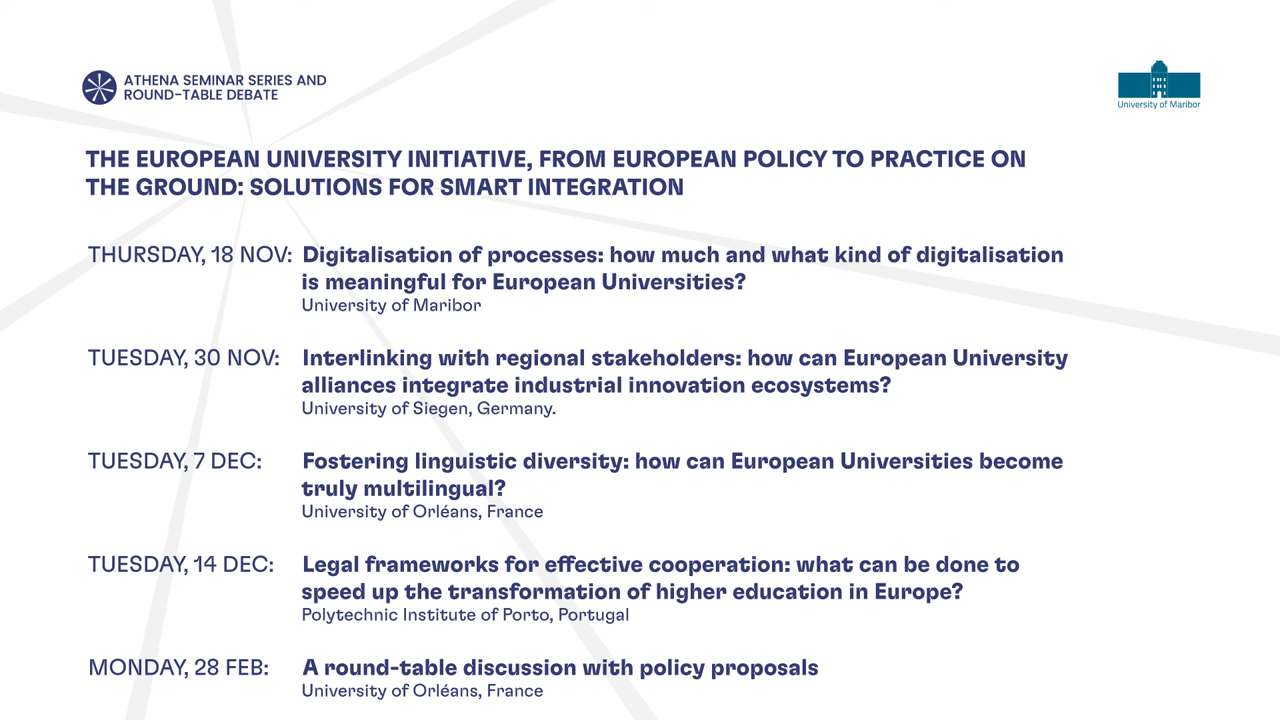 ATHENA SEMINAR SERIES AND
ROUND-TABLE DEBATE
University of Maribor
THE EUROPEAN UNIVERSITY INITIATIVE, FROM EUROPEAN POLICY TO PRACTICE ON
THE GROUND: SOLUTIONS FOR SMART INTEGRATION
THURSDAY, 18 NOV: Digitalisation of processes: how much and what kind of digitalisation
is meaningful for European Universities?
University of Maribor
TUESDAY, 30 NOV: Interlinking with regional stakeholders: how can European University
alliances integrate industrial innovation ecosystems?
University of Siegen, Germany.
TUESDAY, 7 DEC: Fostering linguistic diversity: how can European Universities become
truly multilingual?
University of Orléans, France
TUESDAY, 14 DEC: Legal frameworks for effective cooperation: what can be done to
speed up the transformation of higher education in Europe?
Polytechnic Institute of Porto, Portugal
MONDAY, 28 FEB: A round-table discussion with policy proposals
University of Orléans, France